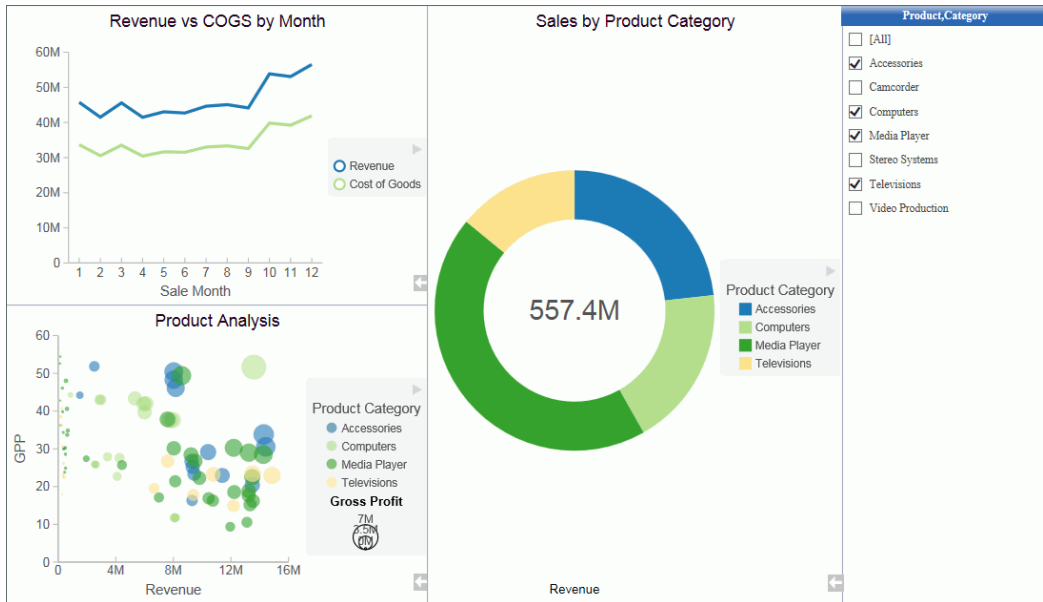 Revenue vs COGS by Month
60M
50M
40M
30M
20M
10M
0
1 2 3 4 5 6 7 8 9 10 11 12
Sale Month
Revenue
Cost of Goods
Product Analysis
60
50
40
30
20
10
0
GPP
0 4M 8M 12M 16M
Revenue
Product Category
Accessories
Computers
Media Player
Televisions
Gross Profit
7M
3.5M
0M
Sales by Product Category
557.4M
Revenue
Product Category
Accessories
Computers
Media Player
Televisions
Product,Category
[All]
Accessories
Camcorder
Computers
Media Player
Stereo Systems
Televisions
Video Production